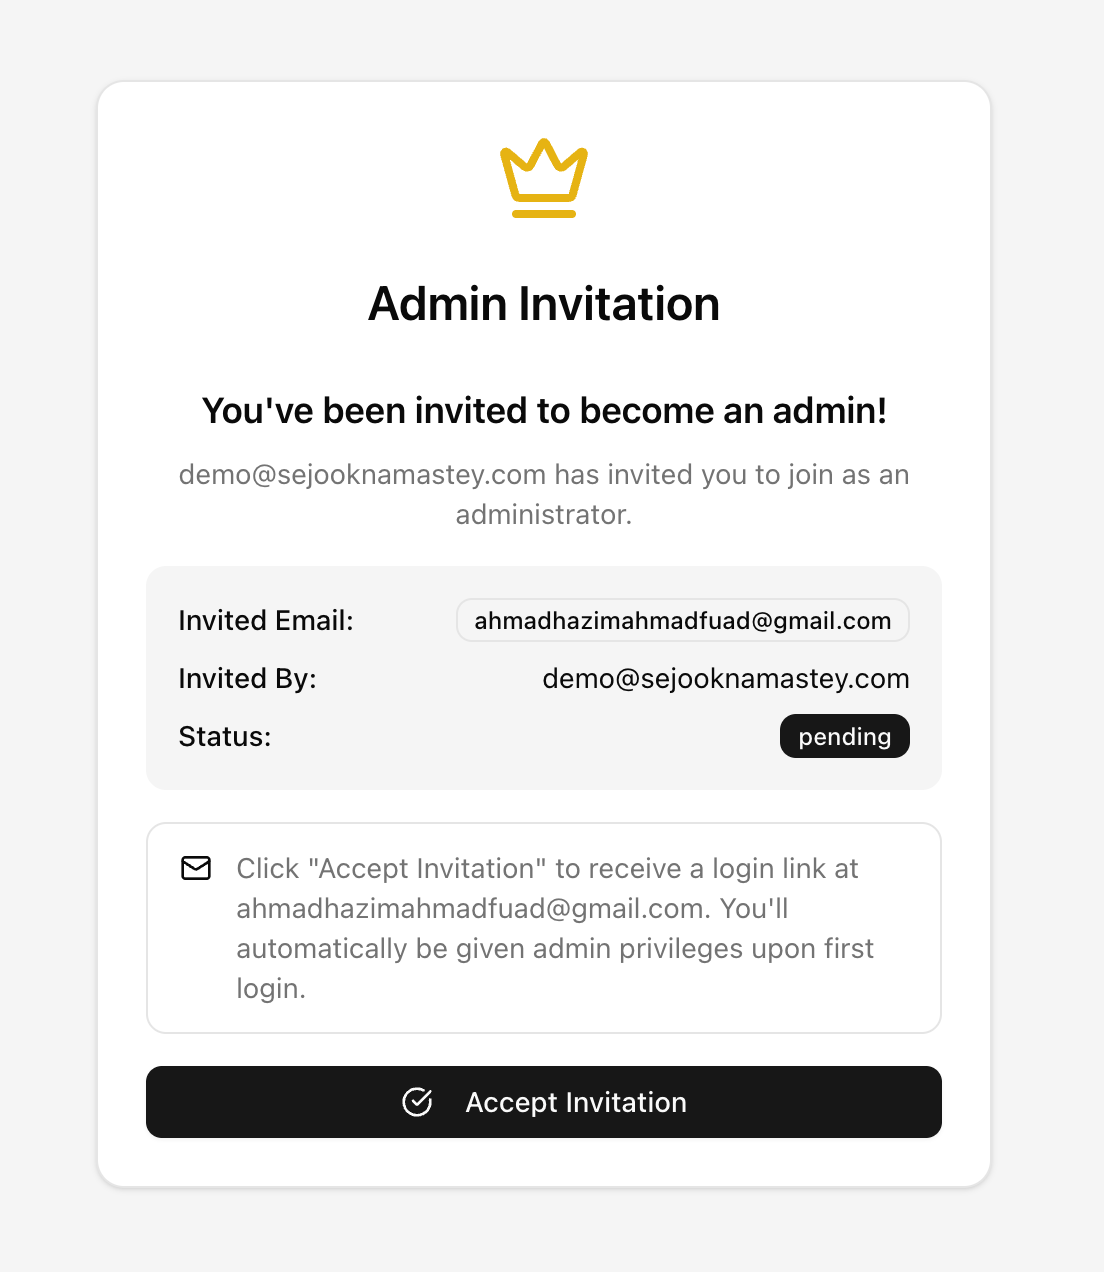 Admin Invitation
You've been invited to become an admin!
demo@sejooknamastey.com has invited you to join as an
administrator.
Invited Email: ahmadhazimahmadfuad@gmail.com
Invited By: demo@sejooknamastey.com
Status: pending
Click "Accept Invitation" to receive a login link at
ahmadhazimahmadfuad@gmail.com. You'll
automatically be given admin privileges upon first
login.
Accept Invitation